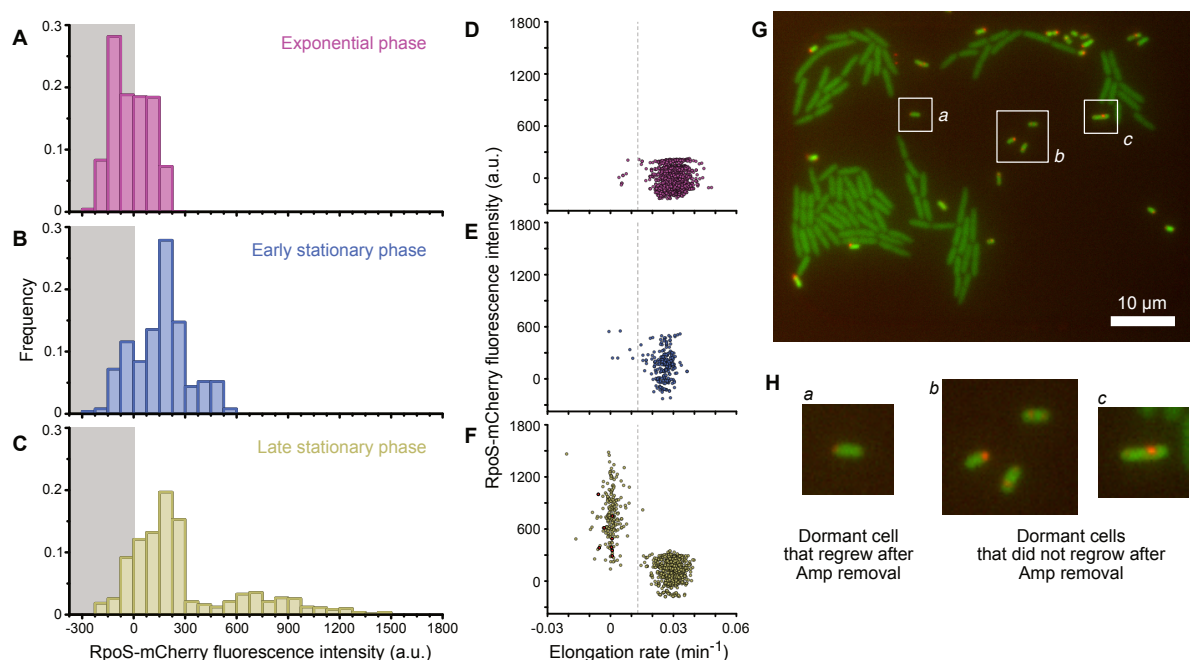 A
0.3
0.2
0.1
0
Exponential phase
B
0.3
0.2
0.1
0
Early stationary phase
Frequency
C
0.3
0.2
0.1
0
Late stationary phase
-300 0 300 600 900 1200 1500 1800
RpoS-mCherry fluorescence intensity (a.u.)
D
1800
1200
600
0
E
1800
1200
600
0
F
1800
1200
600
0
RpoS-mCherry fluorescence intensity (a.u.)
-0.03 0 0.03 0.06
Elongation rate (min-1)
G
a
b
c
10 µm
H
a
b
c
Dormant cell
that regrew after
Amp removal
Dormant cells
that did not regrow after
Amp removal